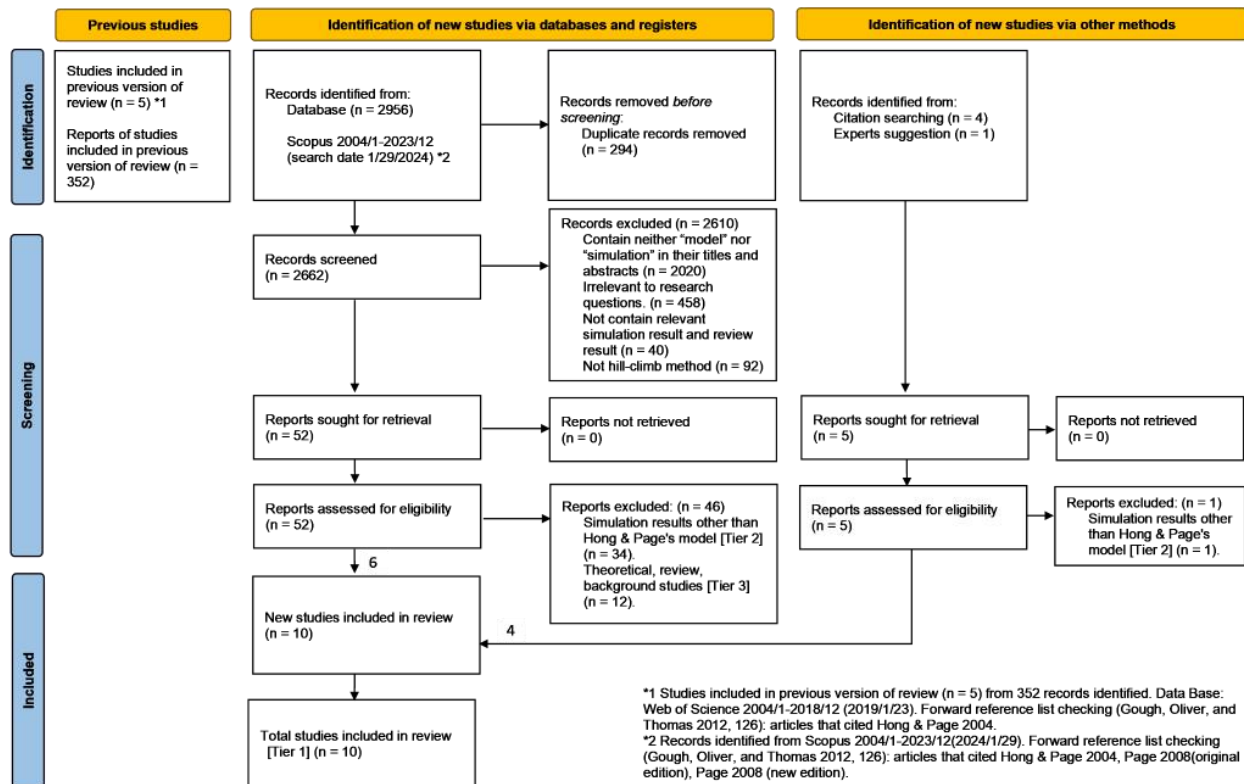 Previous studies
Identification of new studies via databases and registers
Identification of new studies via other methods
Identification
Studies included in
previous version of
review (n = 5) *1
Reports of studies
included in previous
version of review (n =
352)
Records identified from:
Database (n = 2956)
Scopus 2004/1-2023/12
(search date 1/29/2024) *2
Records removed before
screening:
Duplicate records removed
(n = 294)
Records identified from:
Citation searching (n = 4)
Experts suggestion (n = 1)
Screening
Records screened
(n = 2662)
Records excluded (n = 2610)
Contain neither “model” nor
“simulation” in their titles and
abstracts (n = 2020)
Irrelevant to research
questions. (n = 458)
Not contain relevant
simulation result and review
result (n = 40)
Not hill-climb method (n = 92)
Reports sought for retrieval
(n = 52)
Reports not retrieved
(n = 0)
Reports sought for retrieval
(n = 5)
Reports not retrieved
(n = 0)
Reports assessed for eligibility
(n = 52)
Reports excluded: (n = 46)
Simulation results other than
Hong & Page's model [Tier 2]
(n = 34).
Theoretical, review,
background studies [Tier 3]
(n = 12).
Reports assessed for eligibility
(n = 5)
Reports excluded: (n = 1)
Simulation results other
than Hong & Page's
model [Tier 2] (n = 1).
6
4
Included
New studies included in review
(n = 10)
Total studies included in review
[Tier 1] (n = 10)
*1 Studies included in previous version of review (n = 5) from 352 records identified. Data Base:
Web of Science 2004/1-2018/12 (2019/1/23). Forward reference list checking (Gough, Oliver, and
Thomas 2012, 126): articles that cited Hong & Page 2004.
*2 Records identified from Scopus 2004/1-2023/12(2024/1/29). Forward reference list checking
(Gough, Oliver, and Thomas 2012, 126): articles that cited Hong & Page 2004, Page 2008(original
edition), Page 2008 (new edition).